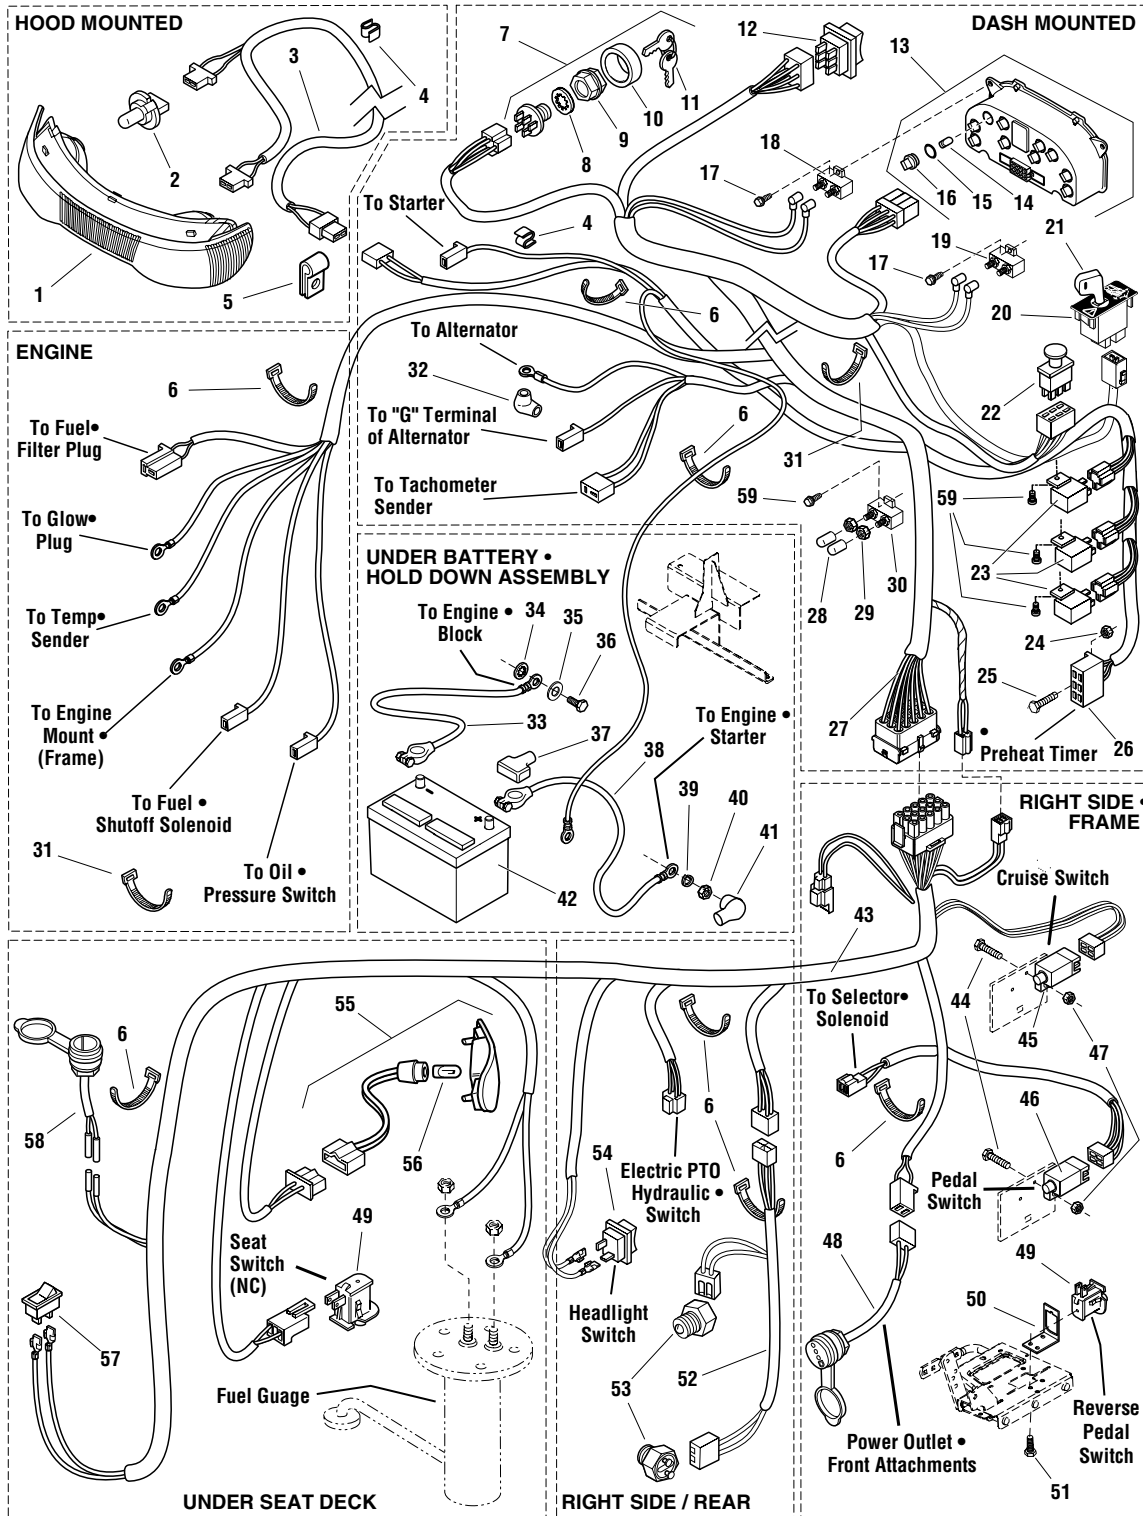 HOOD MOUNTED
3
4
2
1
5
DASH MOUNTED
7
12
13
11
10
9
8
18
17
16
15
14
21
To Starter
4
19
17
20
6
To Alternator
32
22
6
To "G" Terminal
of Alternator
31
To Tachometer
Sender
59
59
23
28
29
30
24
25
27
Preheat Timer
26
ENGINE
6
To Fuel•
Filter Plug
To Glow•
Plug
To Temp•
Sender
To Engine
Mount •
(Frame)
To Fuel •
Shutoff Solenoid
31
To Oil •
Pressure Switch
UNDER BATTERY •
HOLD DOWN ASSEMBLY
To Engine •
Block
34
35
36
33
37
38
To Engine •
Starter
39
40
41
42
RIGHT SIDE •
FRAME
Cruise Switch
43
44
To Selector•
Solenoid
45
47
46
6
Pedal
Switch
48
49
50
Reverse
Pedal
Switch
Power Outlet •
Front Attachments
51
55
6
58
56
49
Seat
Switch
(NC)
57
Fuel Guage
UNDER SEAT DECK
6
6
54
Electric PTO
Hydraulic •
Switch
Headlight
Switch
53
52
RIGHT SIDE / REAR